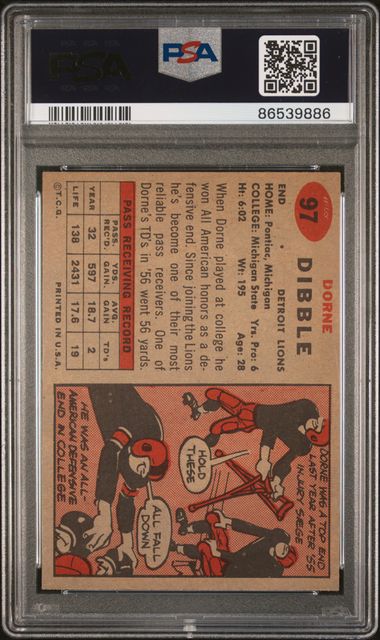 PSA
PSA
86539886
97
DORNE
DIBBLE
END • DETROIT LIONS
HOME: Pontiac, Michigan
COLLEGE: Michigan State Yrs. Pro: 6
Ht: 6:02 Wt: 195 Age: 28
When Dorne played at college he
won All American honors as a de-
fensive end. Since joining the Lions
he's become one of their most
reliable pass receivers. One of
Dorne's TD's in '56 went 56 yards.
PASS RECEIVING RECORD
PASS. YDS. AVG.
REC'D. GAIN. GAIN TD's
YEAR 32 597 18.7 2
LIFE 138 2431 17.6 19
©T.C.G. PRINTED IN U.S.A.
DORNE WAS A TOP END
LAST YEAR AFTER '55
INJURY SIEGE
HOLD
THESE
ALL FALL
DOWN
HE WAS AN ALL-
AMERICAN DEFENSIVE
END IN COLLEGE